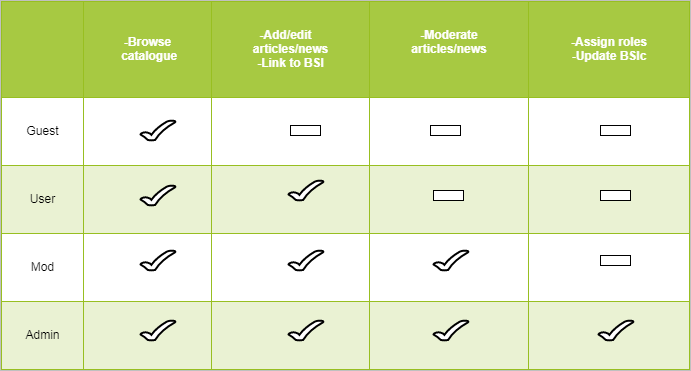 -Browse
catalogue
-Add/edit
articles/news
-Link to BSI
-Moderate
articles/news
-Assign roles
-Update BSIc
Guest
User
Mod
Admin